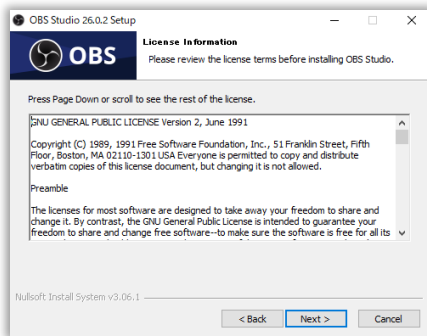 OBS Studio 26.0.2 Setup
OBS
License Information
Please review the license terms before installing OBS Studio.
Press Page Down or scroll to see the rest of the license.
GNU GENERAL PUBLIC LICENSE Version 2, June 1991
Copyright (C) 1989, 1991 Free Software Foundation, Inc., 51 Franklin Street, Fifth
Floor, Boston, MA 02110-1301 USA Everyone is permitted to copy and distribute
verbatim copies of this license document, but changing it is not allowed.
Preamble
The licenses for most software are designed to take away your freedom to share and
change it. By contrast, the GNU General Public License is intended to guarantee your
freedom to share and change free software--to make sure the software is free for all its
Nullsoft Install System v3.06.1
< Back
Next >
Cancel